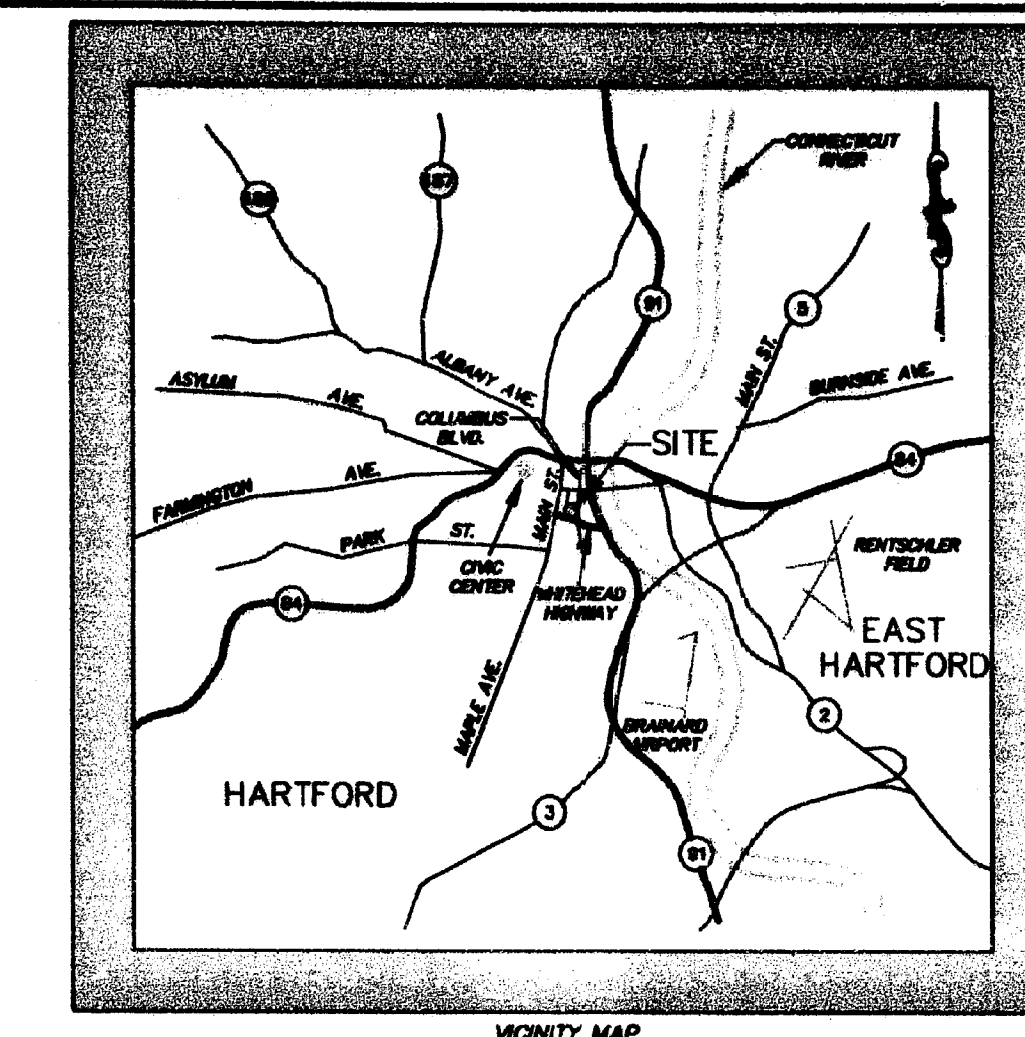 CONNECTICUT
RIVER
187
91
5
ALBANY AVE.
MAIN ST.
BURNSIDE AVE.
ASYLUM AVE.
COLUMBUS
BLVD.
SITE
84
FARMINGTON AVE.
MAIN ST.
PARK ST.
CIVIC
CENTER
RENTSCHLER
FIELD
WHITEHEAD
HIGHWAY
84
EAST
HARTFORD
MAPLE AVE.
BRAINARD
AIRPORT
2
HARTFORD
3
91
VICINITY MAP